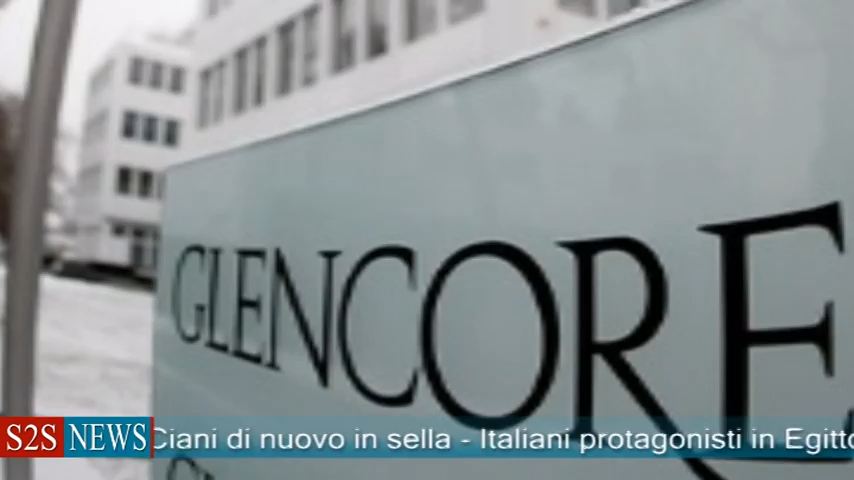 GLENCORE
S2S NEWS Ciani di nuovo in sella - Italiani protagonisti in Egitto